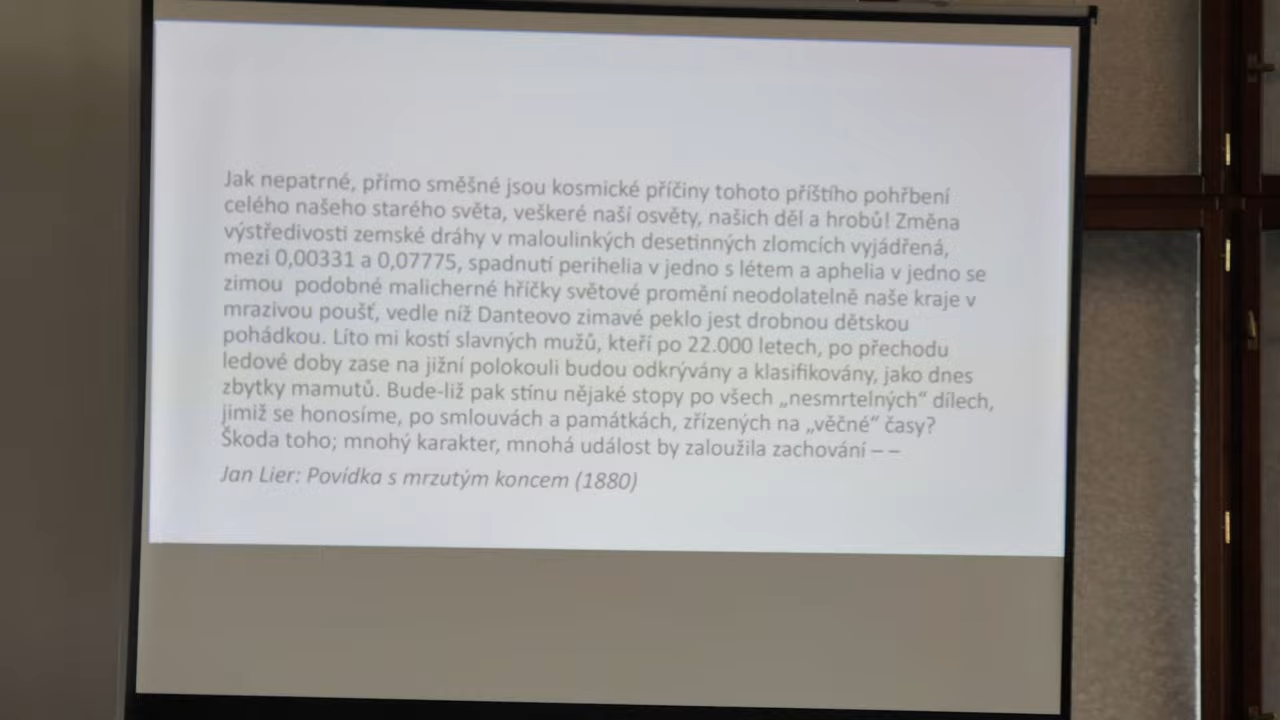 Jak nepatrné, přímo směšné jsou kosmické příčiny tohoto příštího pohřbení
celého našeho starého světa, veškeré naší osvěty, našich děl a hrobů! Změna
výstředivosti zemské dráhy v maloulinkých desetinných zlomcích vyjádřená,
mezi 0,00331 a 0,07775, spadnutí perihelia v jedno s létem a aphelia v jedno se
zimou  podobné malicherné hříčky světové promění neodolatelně naše kraje v
mrazivou poušť, vedle níž Danteovo zimavé peklo jest drobnou dětskou
pohádkou. Líto mi kostí slavných mužů, kteří po 22.000 letech, po přechodu
ledové doby zase na jižní polokouli budou odkrývány a klasifikovány, jako dnes
zbytky mamutů. Bude-liž pak stínu nějaké stopy po všech „nesmrtelných“ dílech,
jimiž se honosíme, po smlouvách a památkách, zřízených na „věčné“ časy?
Škoda toho; mnohý karakter, mnohá událost by zaloužila zachování – –
Jan Lier: Povídka s mrzutým koncem (1880)